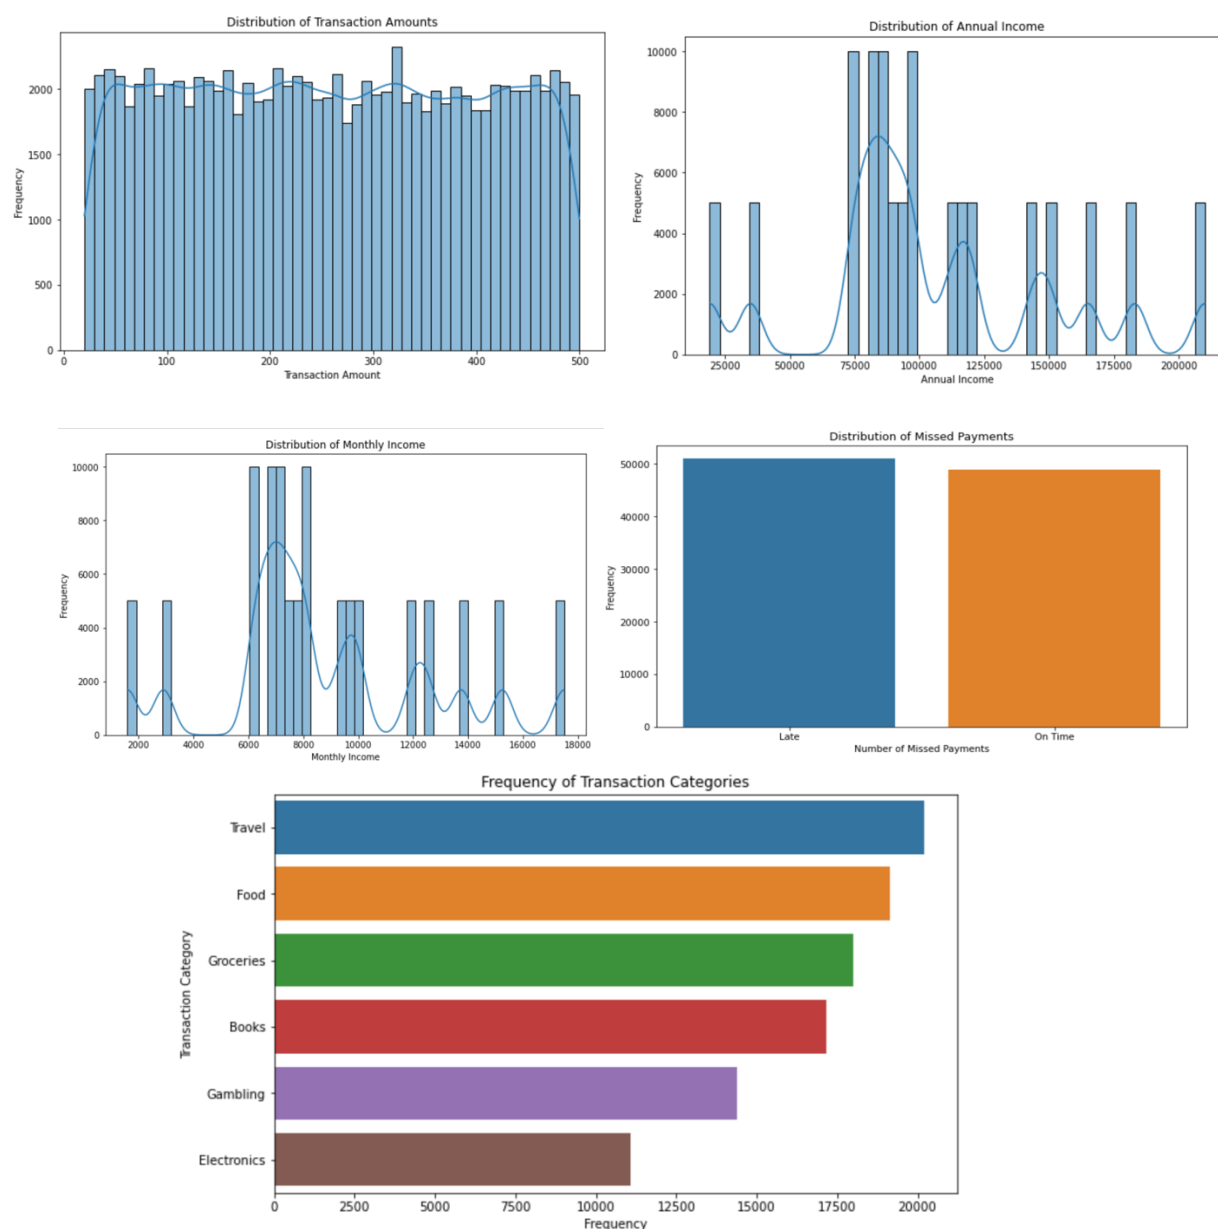 Distribution of Transaction Amounts
2000
1500
1000
500
0
Frequency
0 100 200 300 400 500
Transaction Amount
Distribution of Annual Income
10000
8000
6000
4000
2000
0
Frequency
25000 50000 75000 100000 125000 150000 175000 200000
Annual Income
Distribution of Monthly Income
10000
8000
6000
4000
2000
0
Frequency
2000 4000 6000 8000 10000 12000 14000 16000 18000
Monthly Income
Distribution of Missed Payments
50000
40000
30000
20000
10000
0
Frequency
Late On Time
Number of Missed Payments
Frequency of Transaction Categories
Transaction Category
Travel
Food
Groceries
Books
Gambling
Electronics
0 2500 5000 7500 10000 12500 15000 17500 20000
Frequency